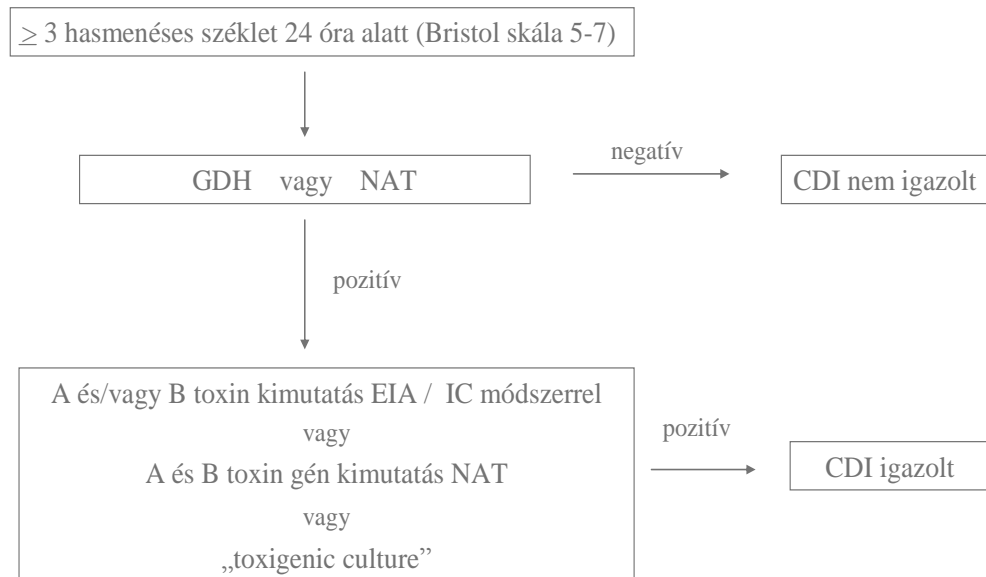 ≥ 3 hasmenéses széklet 24 óra alatt (Bristol skála 5-7)
GDH vagy NAT
negatív
CDI nem igazolt
pozitív
A és/vagy B toxin kimutatás EIA / IC módszerrel
vagy
A és B toxin gén kimutatás NAT
vagy
„toxigenic culture”
pozitív
CDI igazolt